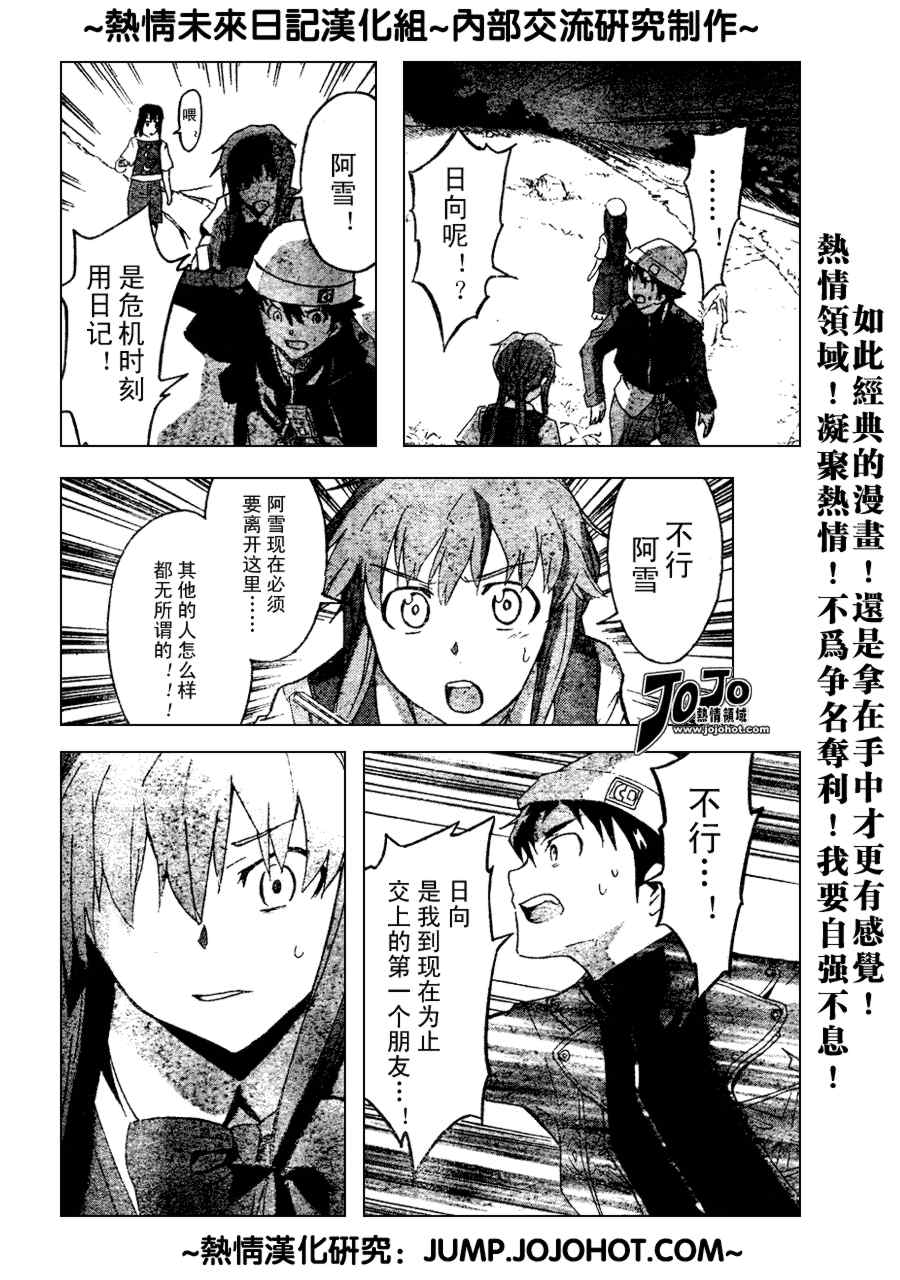 ~熱情未來日記漢化組~內部交流研究制作~
……！
日向呢！？
阿雪！
喂
是危机时刻
用日记！
不行
阿雪
阿雪现在必须
要离开这里……
其他的人怎么样
都无所谓的！！
JOJO
熱情領域
www.jojohot.com
不行…！
日向
是我到现在为止
交上的第一个朋友…！
如此經典的漫畫！還是拿在手中才更有感覺！
熱情領域！凝聚熱情！不爲争名奪利！我要自强不息！
~熱情漢化研究：JUMP.JOJOHOT.COM~